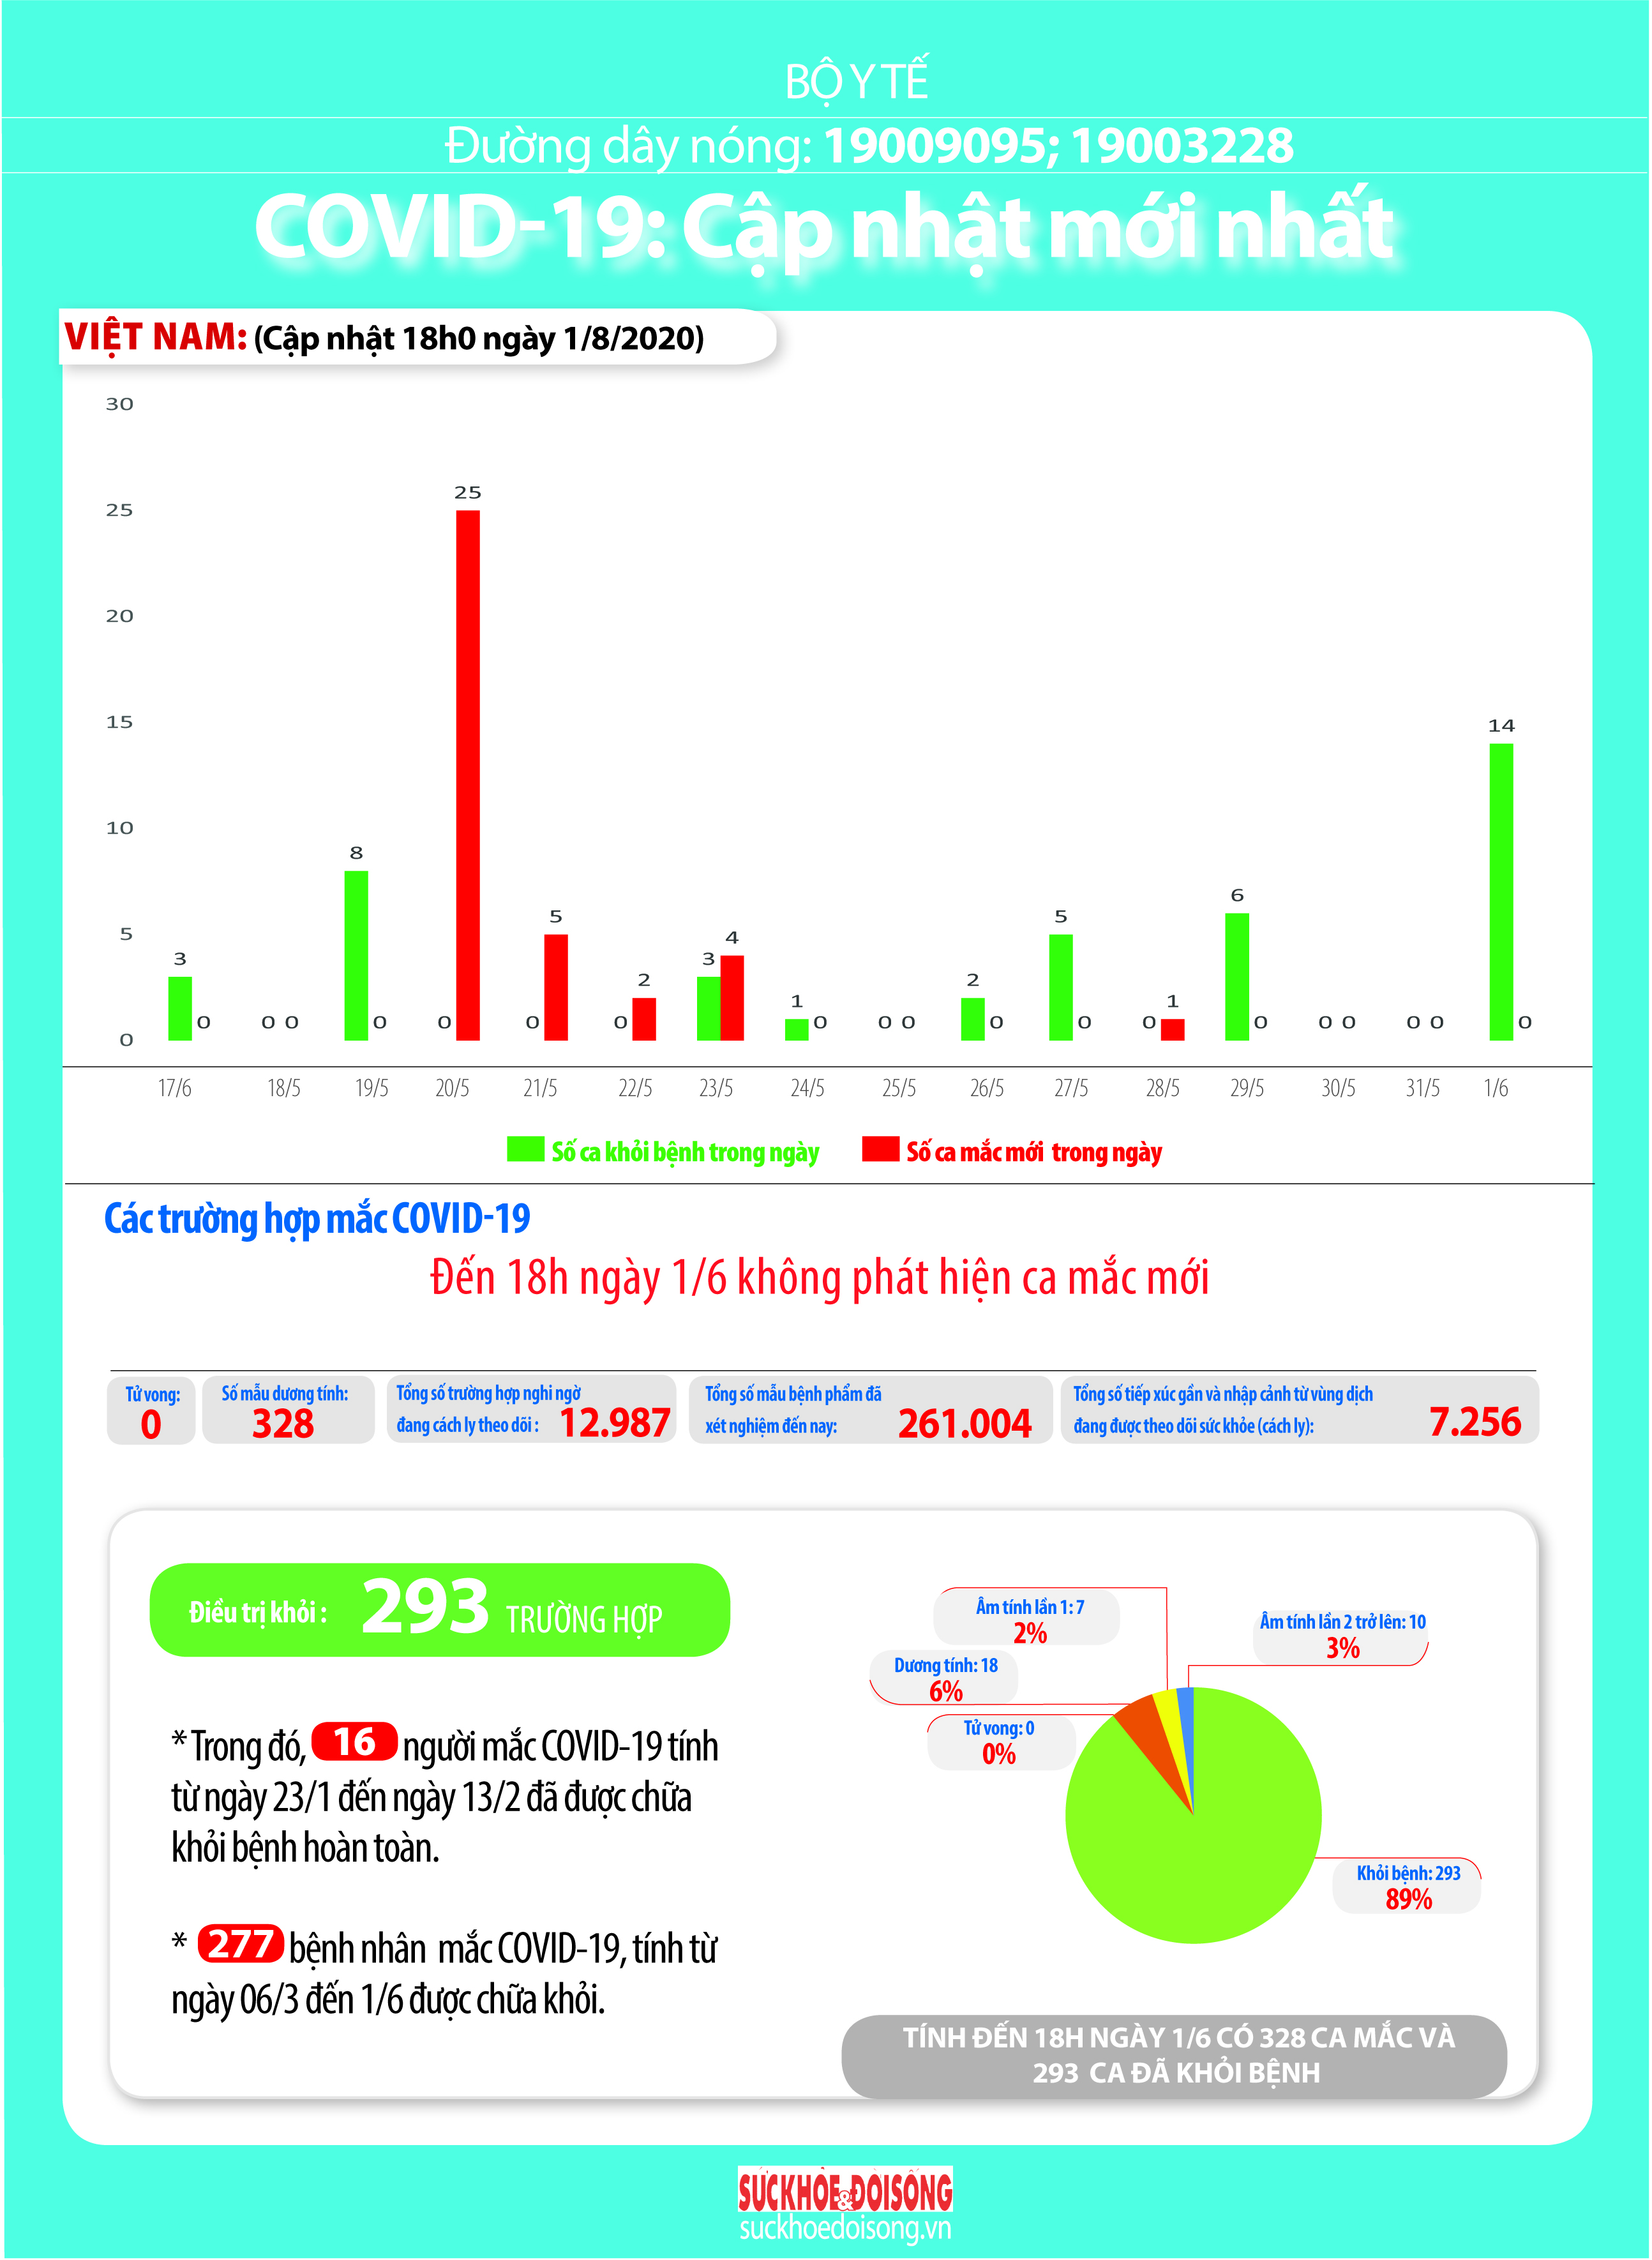 BỘ Y TẾ
Đường dây nóng: 19009095; 19003228
COVID-19: Cập nhật mới nhất
VIỆT NAM: (Cập nhật 18h0 ngày 1/8/2020)
30
25
20
15
10
5
0
3 0 0 0 8 0 0 25 0 5 0 2 3 4 1 0 0 0 2 0 5 0 0 1 6 0 0 0 0 0 14 0
17/6 18/5 19/5 20/5 21/5 22/5 23/5 24/5 25/5 26/5 27/5 28/5 29/5 30/5 31/5 1/6
Số ca khỏi bệnh trong ngày Số ca mắc mới trong ngày
Các trường hợp mắc COVID-19
Đến 18h ngày 1/6 không phát hiện ca mắc mới
Tử vong:
0
Số mẫu dương tính:
328
Tổng số trường hợp nghi ngờ
đang cách ly theo dõi : 12.987
Tổng số mẫu bệnh phẩm đã
xét nghiệm đến nay: 261.004
Tổng số tiếp xúc gần và nhập cảnh từ vùng dịch
đang được theo dõi sức khỏe (cách ly): 7.256
Điều trị khỏi : 293 TRƯỜNG HỢP
* Trong đó, 16 người mắc COVID-19 tính
từ ngày 23/1 đến ngày 13/2 đã được chữa
khỏi bệnh hoàn toàn.
* 277 bệnh nhân mắc COVID-19, tính từ
ngày 06/3 đến 1/6 được chữa khỏi.
Âm tính lần 1: 7
2%
Âm tính lần 2 trở lên: 10
3%
Dương tính: 18
6%
Tử vong: 0
0%
Khỏi bệnh: 293
89%
TÍNH ĐẾN 18H NGÀY 1/6 CÓ 328 CA MẮC VÀ
293 CA ĐÃ KHỎI BỆNH
SỨC KHỎE & ĐỜI SỐNG
suckhoedoisong.vn